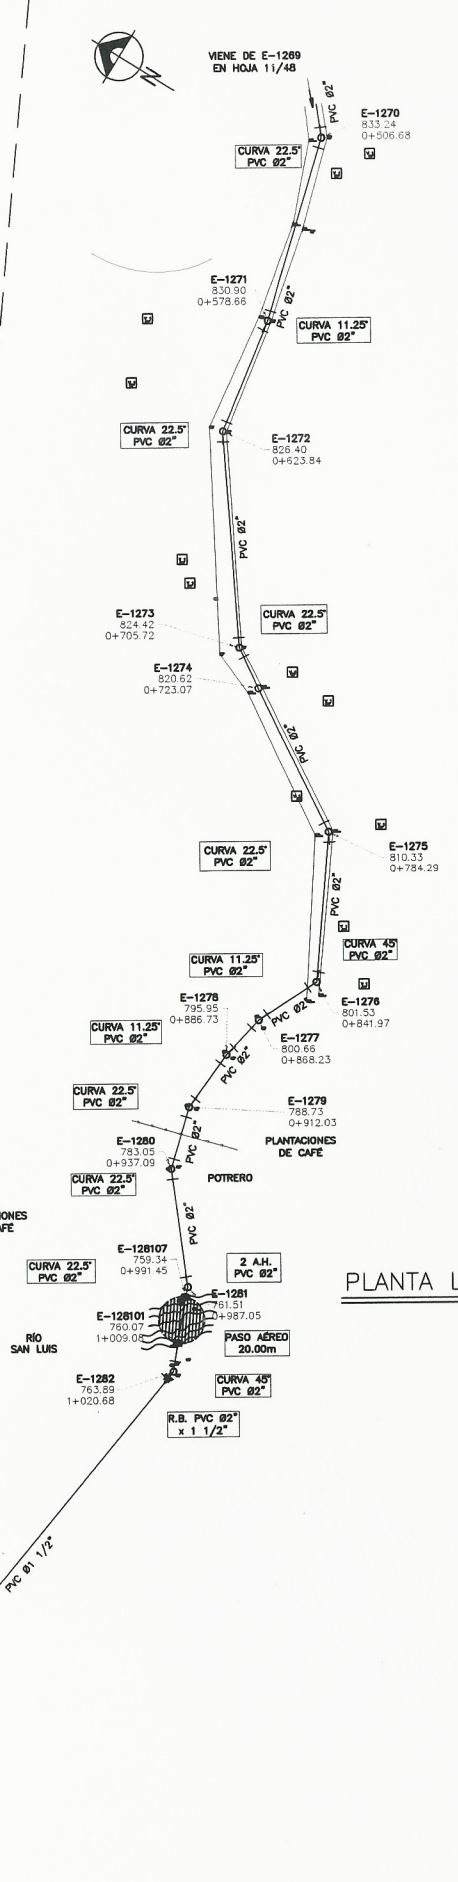 VIENE DE E-1269
EN HOJA 11/48
N
PVC Ø2"
E-1270
833.24
0+506.68
CURVA 22.5°
PVC Ø2"
E-1271
830.90
0+578.66
PVC Ø2"
CURVA 11.25°
PVC Ø2"
CURVA 22.5°
PVC Ø2"
E-1272
826.40
0+623.84
PVC Ø2"
E-1273
824.42
0+705.72
CURVA 22.5°
PVC Ø2"
E-1274
820.62
0+723.07
PVC Ø2"
CURVA 22.5°
PVC Ø2"
E-1275
810.33
0+784.29
PVC Ø2"
CURVA 45°
PVC Ø2"
CURVA 11.25°
PVC Ø2"
E-1276
801.53
0+841.97
E-1278
795.95
0+886.73
PVC Ø2"
CURVA 11.25°
PVC Ø2"
E-1277
800.66
0+868.23
CURVA 22.5°
PVC Ø2"
E-1279
788.73
0+912.03
E-1280
783.05
0+937.09
PVC Ø2"
PLANTACIONES
DE CAFÉ
CURVA 22.5°
PVC Ø2"
POTRERO
IONES
AFÉ
PVC Ø2"
E-128107
759.34
0+991.45
CURVA 22.5°
PVC Ø2"
2 A.H.
PVC Ø2"
PLANTA L
E-1281
761.51
0+987.05
E-128101
760.07
1+009.08
RÍO
SAN LUIS
PASO AÉREO
20.00m
E-1282
763.89
1+020.68
CURVA 45°
PVC Ø2"
R.B. PVC Ø2"
x 1 1/2"
PVC Ø1 1/2"